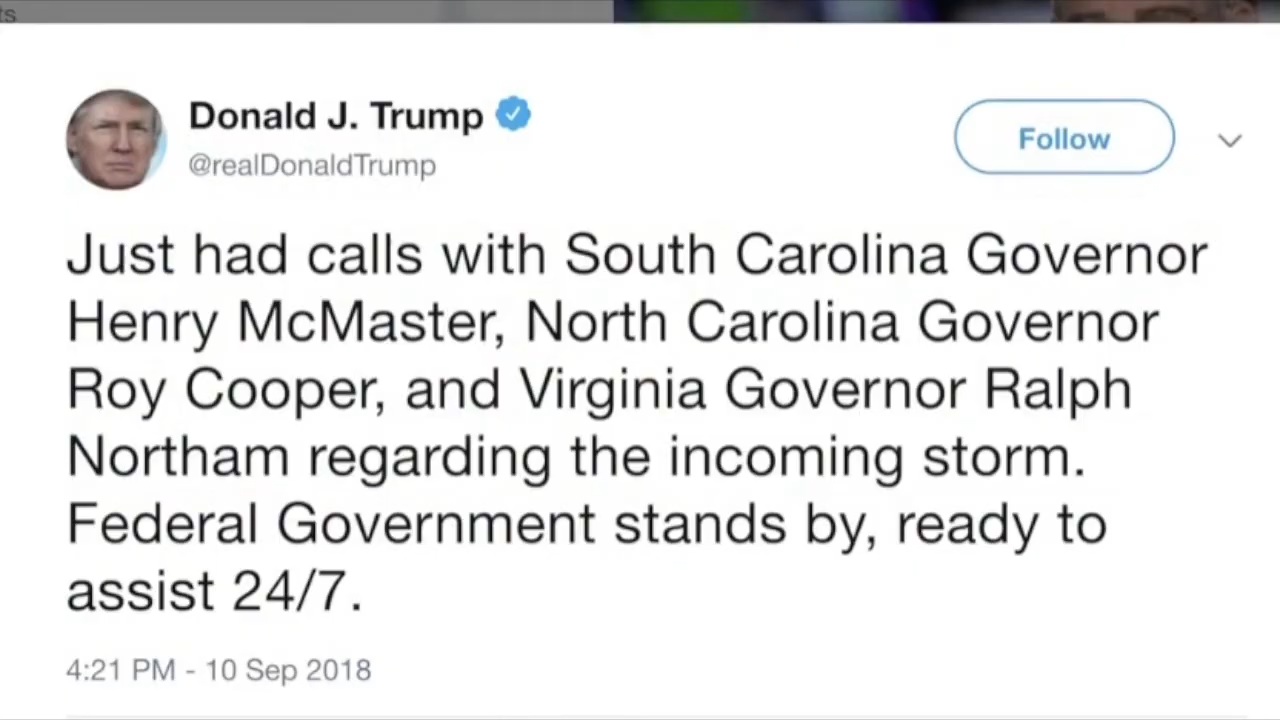 ts
Donald J. Trump
@realDonaldTrump
Follow
Just had calls with South Carolina Governor
Henry McMaster, North Carolina Governor
Roy Cooper, and Virginia Governor Ralph
Northam regarding the incoming storm.
Federal Government stands by, ready to
assist 24/7.
4:21 PM - 10 Sep 2018